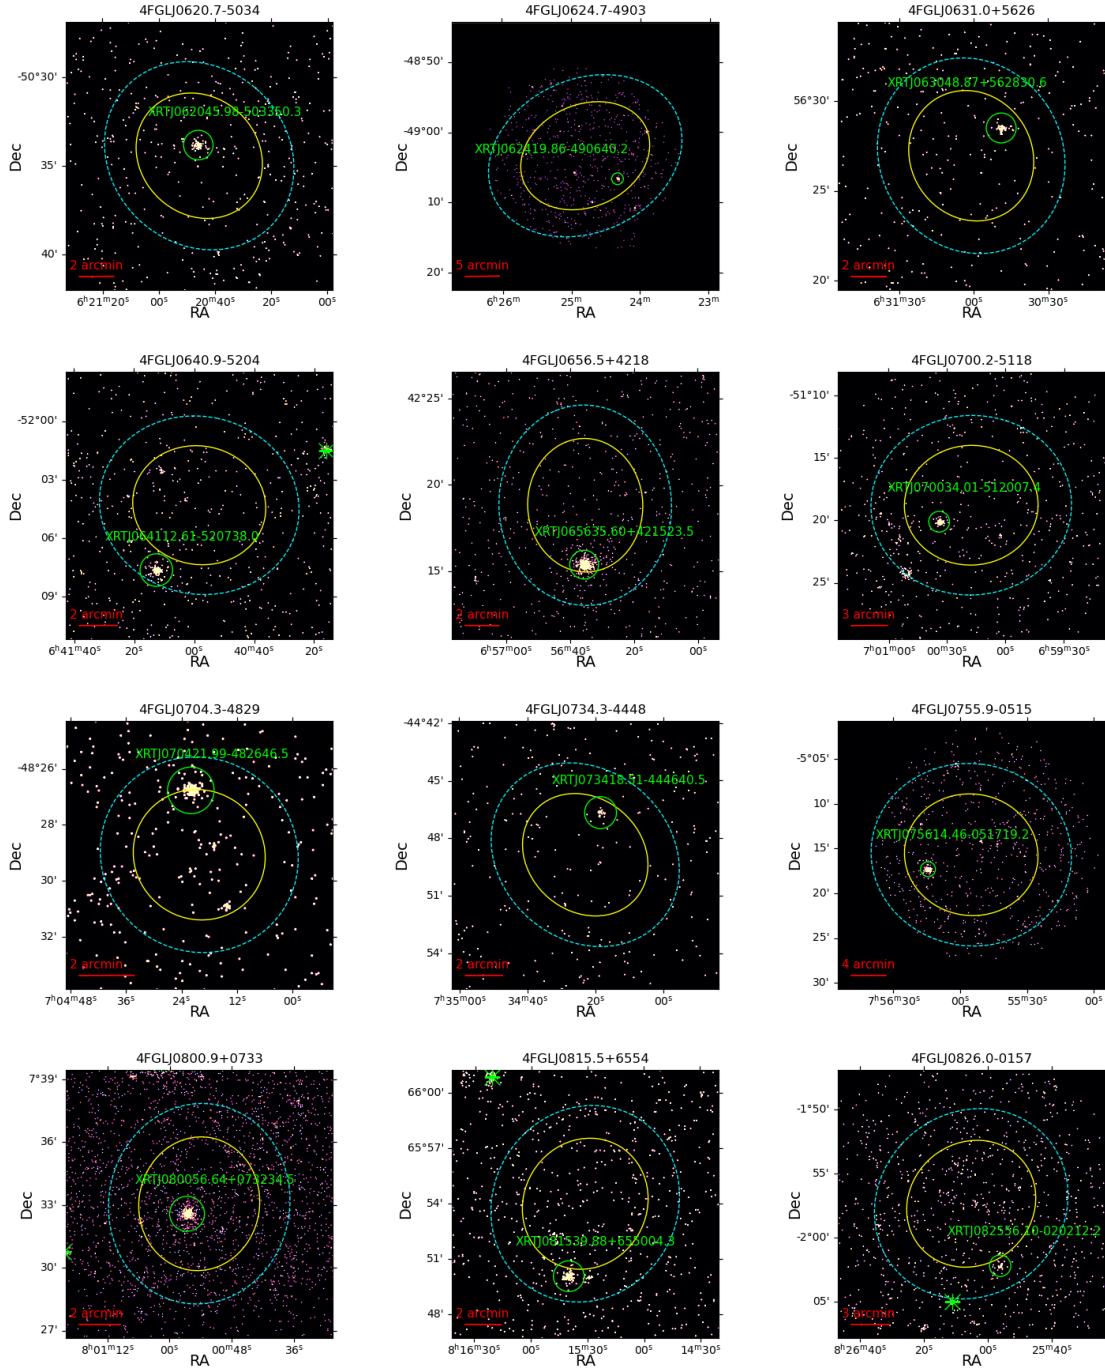 4FGLJ0620.7-5034
-50°30'
35'
40'
Dec
XRTJ062045.98-503350.3
2 arcmin
6h21m20s 00s 20m40s 20s 00s
RA
4FGLJ0624.7-4903
-48°50'
-49°00'
10'
20'
Dec
XRTJ062419.86-490640.2
5 arcmin
6h26m 25m 24m 23m
RA
4FGLJ0631.0+5626
56°30'
25'
20'
Dec
XRTJ063048.87+562830.6
2 arcmin
6h31m30s 00s 30m30s
RA
4FGLJ0640.9-5204
-52°00'
03'
06'
09'
Dec
XRTJ064112.61-520738.0
2 arcmin
6h41m40s 20s 00s 40m40s 20s
RA
4FGLJ0656.5+4218
42°25'
20'
15'
Dec
XRTJ065635.60+421523.5
2 arcmin
6h57m00s 56m40s 20s 00s
RA
4FGLJ0700.2-5118
-51°10'
15'
20'
25'
Dec
XRTJ070034.01-512007.4
3 arcmin
7h01m00s 00m30s 00s 6h59m30s
RA
4FGLJ0704.3-4829
-48°26'
28'
30'
32'
Dec
XRTJ070421.99-482646.5
2 arcmin
7h04m48s 36s 24s 12s 00s
RA
4FGLJ0734.3-4448
-44°42'
45'
48'
51'
54'
Dec
XRTJ073418.51-444640.5
2 arcmin
7h35m00s 34m40s 20s 00s
RA
4FGLJ0755.9-0515
-5°05'
10'
15'
20'
25'
30'
Dec
XRTJ075614.46-051719.2
4 arcmin
7h56m30s 00s 55m30s 00s
RA
4FGLJ0800.9+0733
7°39'
36'
33'
30'
27'
Dec
XRTJ080056.64+073234.5
2 arcmin
8h01m12s 00s 00m48s 36s
RA
4FGLJ0815.5+6554
66°00'
65°57'
54'
51'
48'
Dec
XRTJ081539.88+655004.3
2 arcmin
8h16m30s 00s 15m30s 00s 14m30s
RA
4FGLJ0826.0-0157
-1°50'
55'
-2°00'
05'
Dec
XRTJ082556.10-020212.2
3 arcmin
8h26m40s 20s 00s 25m40s
RA